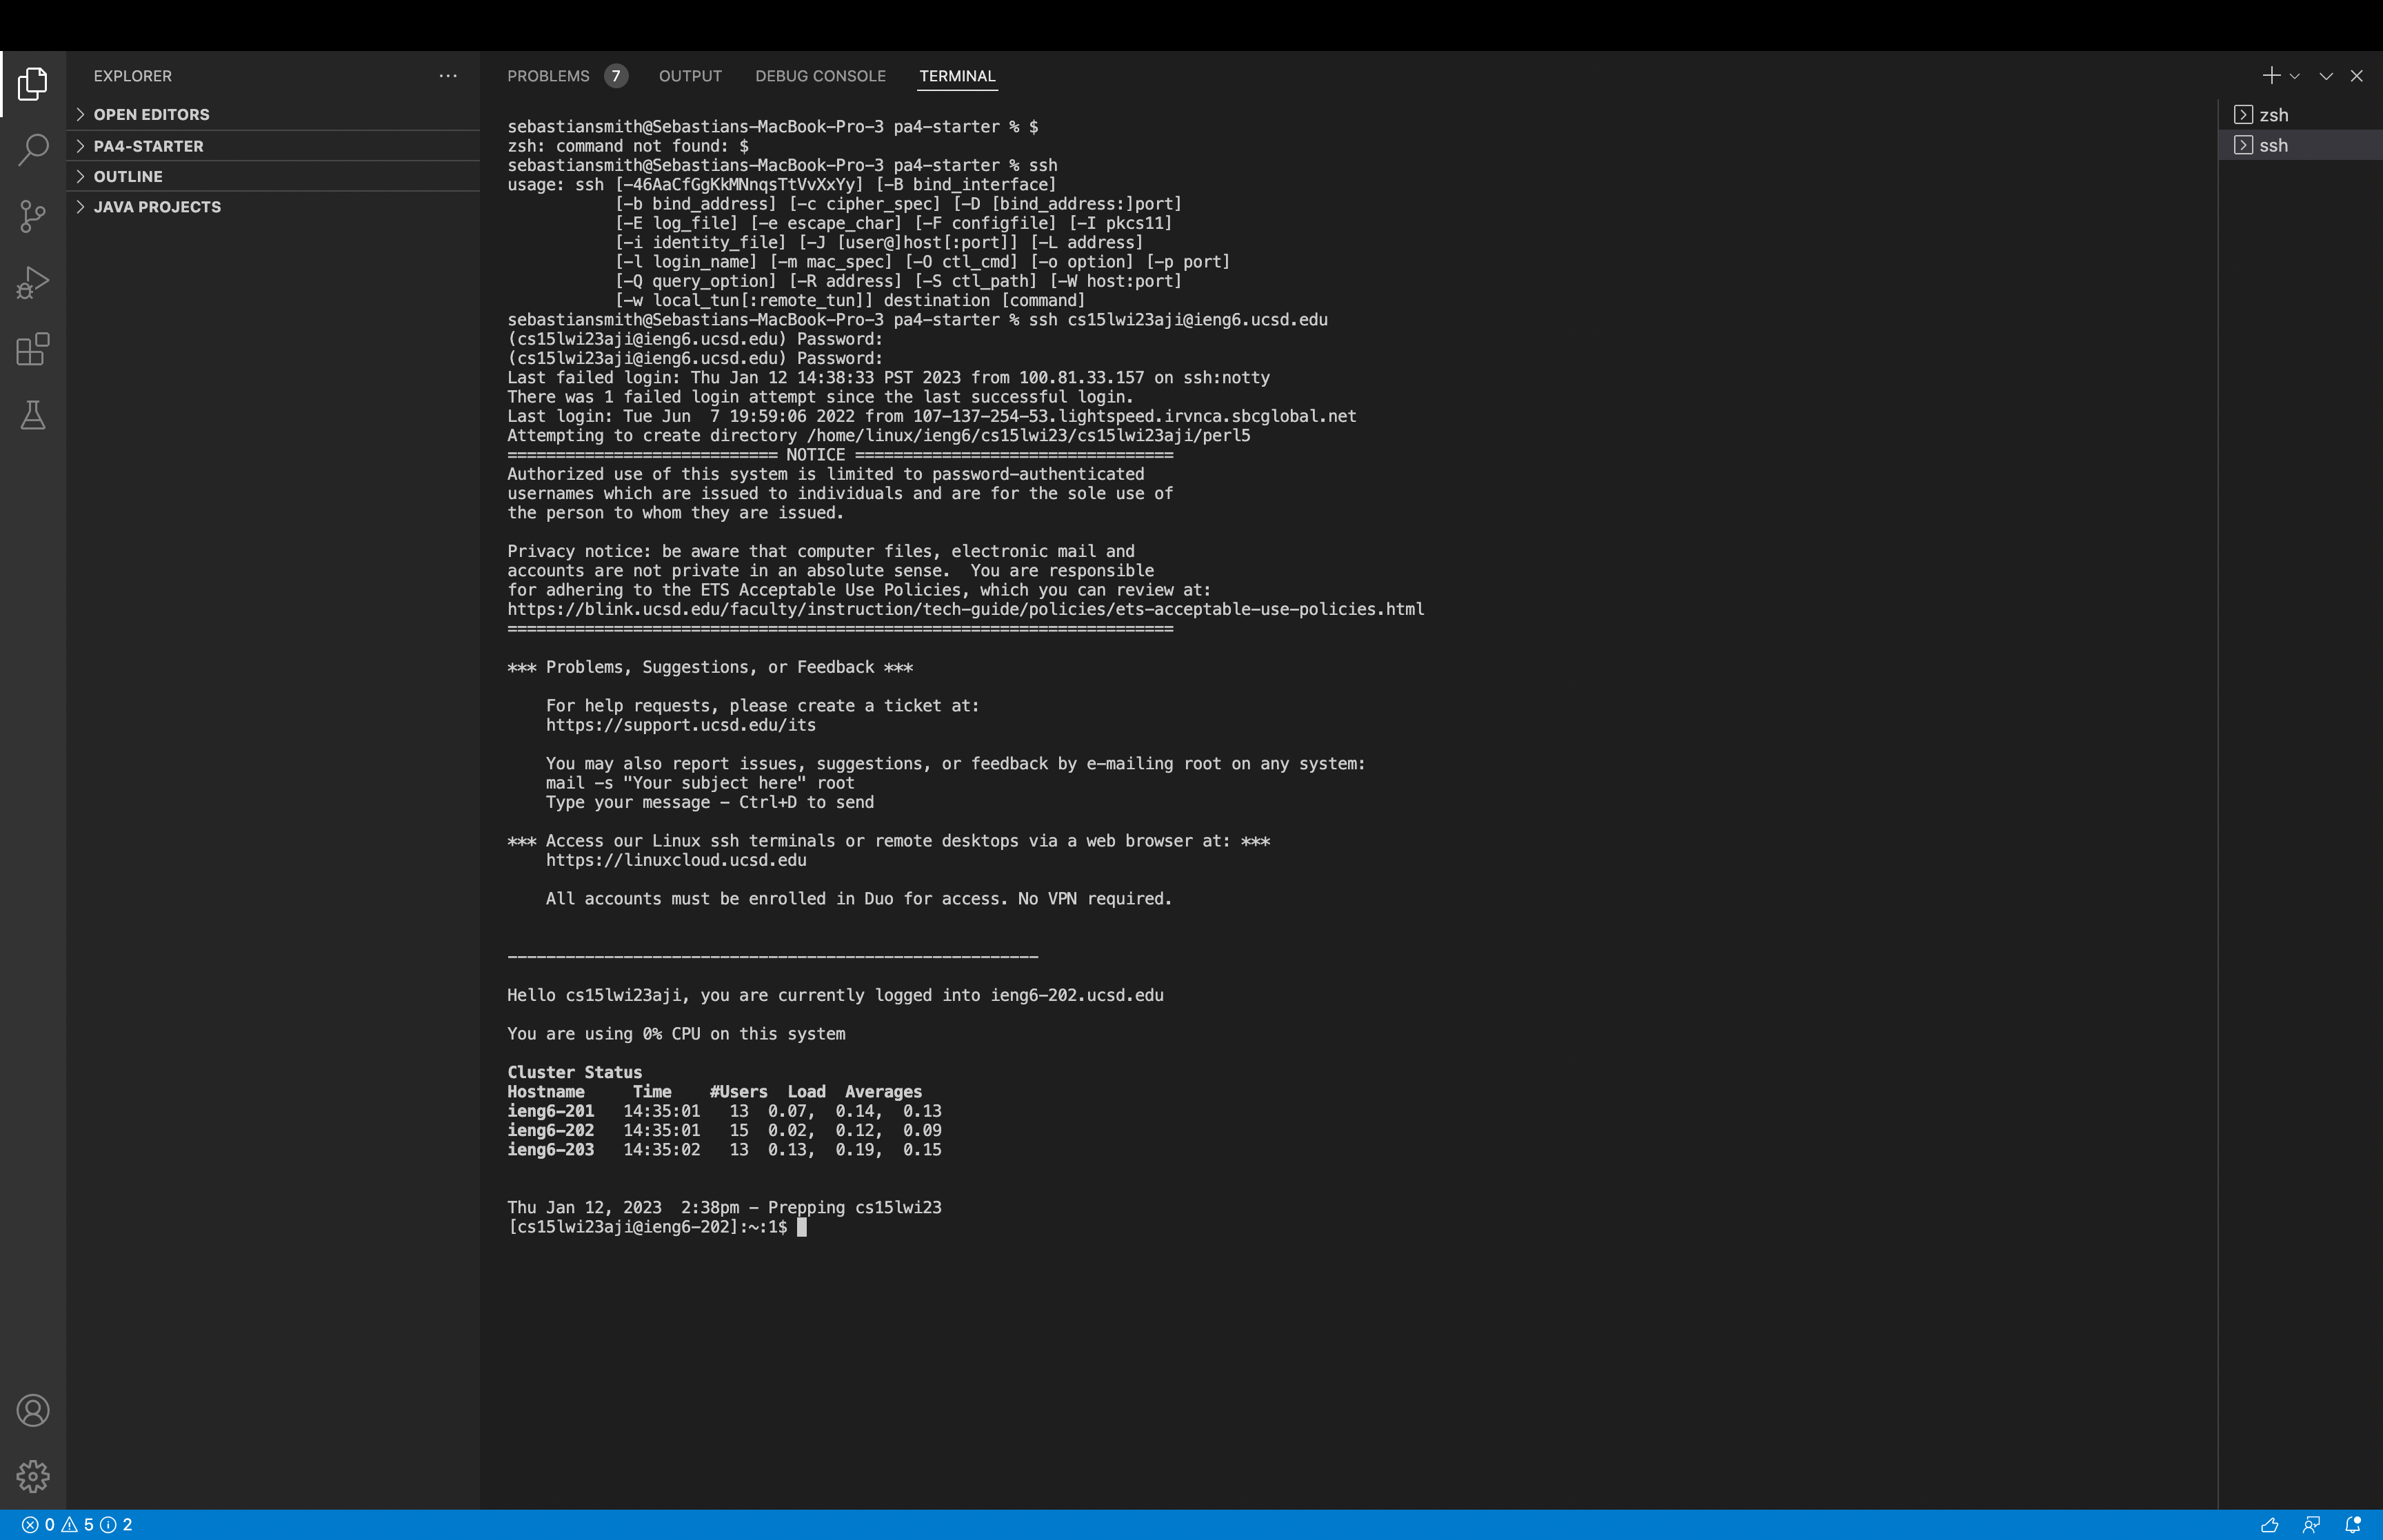 EXPLORER
OPEN EDITORS
PA4-STARTER
OUTLINE
JAVA PROJECTS
PROBLEMS 7 OUTPUT DEBUG CONSOLE TERMINAL
sebastiansmith@Sebastians-MacBook-Pro-3 pa4-starter % $
zsh: command not found: $
sebastiansmith@Sebastians-MacBook-Pro-3 pa4-starter % ssh
usage: ssh [-46AaCfGgKkMNnqsTtVvXxYy] [-B bind_interface]
           [-b bind_address] [-c cipher_spec] [-D [bind_address:]port]
           [-E log_file] [-e escape_char] [-F configfile] [-I pkcs11]
           [-i identity_file] [-J [user@]host[:port]] [-L address]
           [-l login_name] [-m mac_spec] [-O ctl_cmd] [-o option] [-p port]
           [-Q query_option] [-R address] [-S ctl_path] [-W host:port]
           [-w local_tun[:remote_tun]] destination [command]
sebastiansmith@Sebastians-MacBook-Pro-3 pa4-starter % ssh cs15lwi23aji@ieng6.ucsd.edu
(cs15lwi23aji@ieng6.ucsd.edu) Password:
(cs15lwi23aji@ieng6.ucsd.edu) Password:
Last failed login: Thu Jan 12 14:38:33 PST 2023 from 100.81.33.157 on ssh:notty
There was 1 failed login attempt since the last successful login.
Last login: Tue Jun  7 19:59:06 2022 from 107-137-254-53.lightspeed.irvnca.sbcglobal.net
Attempting to create directory /home/linux/ieng6/cs15lwi23/cs15lwi23aji/perl5
============================ NOTICE =================================
Authorized use of this system is limited to password-authenticated
usernames which are issued to individuals and are for the sole use of
the person to whom they are issued.
Privacy notice: be aware that computer files, electronic mail and
accounts are not private in an absolute sense.  You are responsible
for adhering to the ETS Acceptable Use Policies, which you can review at:
https://blink.ucsd.edu/faculty/instruction/tech-guide/policies/ets-acceptable-use-policies.html
=====================================================================
*** Problems, Suggestions, or Feedback ***
    For help requests, please create a ticket at:
    https://support.ucsd.edu/its
    You may also report issues, suggestions, or feedback by e-mailing root on any system:
    mail -s "Your subject here" root
    Type your message - Ctrl+D to send
*** Access our Linux ssh terminals or remote desktops via a web browser at: ***
    https://linuxcloud.ucsd.edu
    All accounts must be enrolled in Duo for access. No VPN required.
-------------------------------------------------------
Hello cs15lwi23aji, you are currently logged into ieng6-202.ucsd.edu
You are using 0% CPU on this system
Cluster Status
Hostname     Time    #Users  Load  Averages
ieng6-201   14:35:01   13  0.07,  0.14,  0.13
ieng6-202   14:35:01   15  0.02,  0.12,  0.09
ieng6-203   14:35:02   13  0.13,  0.19,  0.15
Thu Jan 12, 2023  2:38pm - Prepping cs15lwi23
[cs15lwi23aji@ieng6-202]:~:1$
zsh
ssh
0 5 2